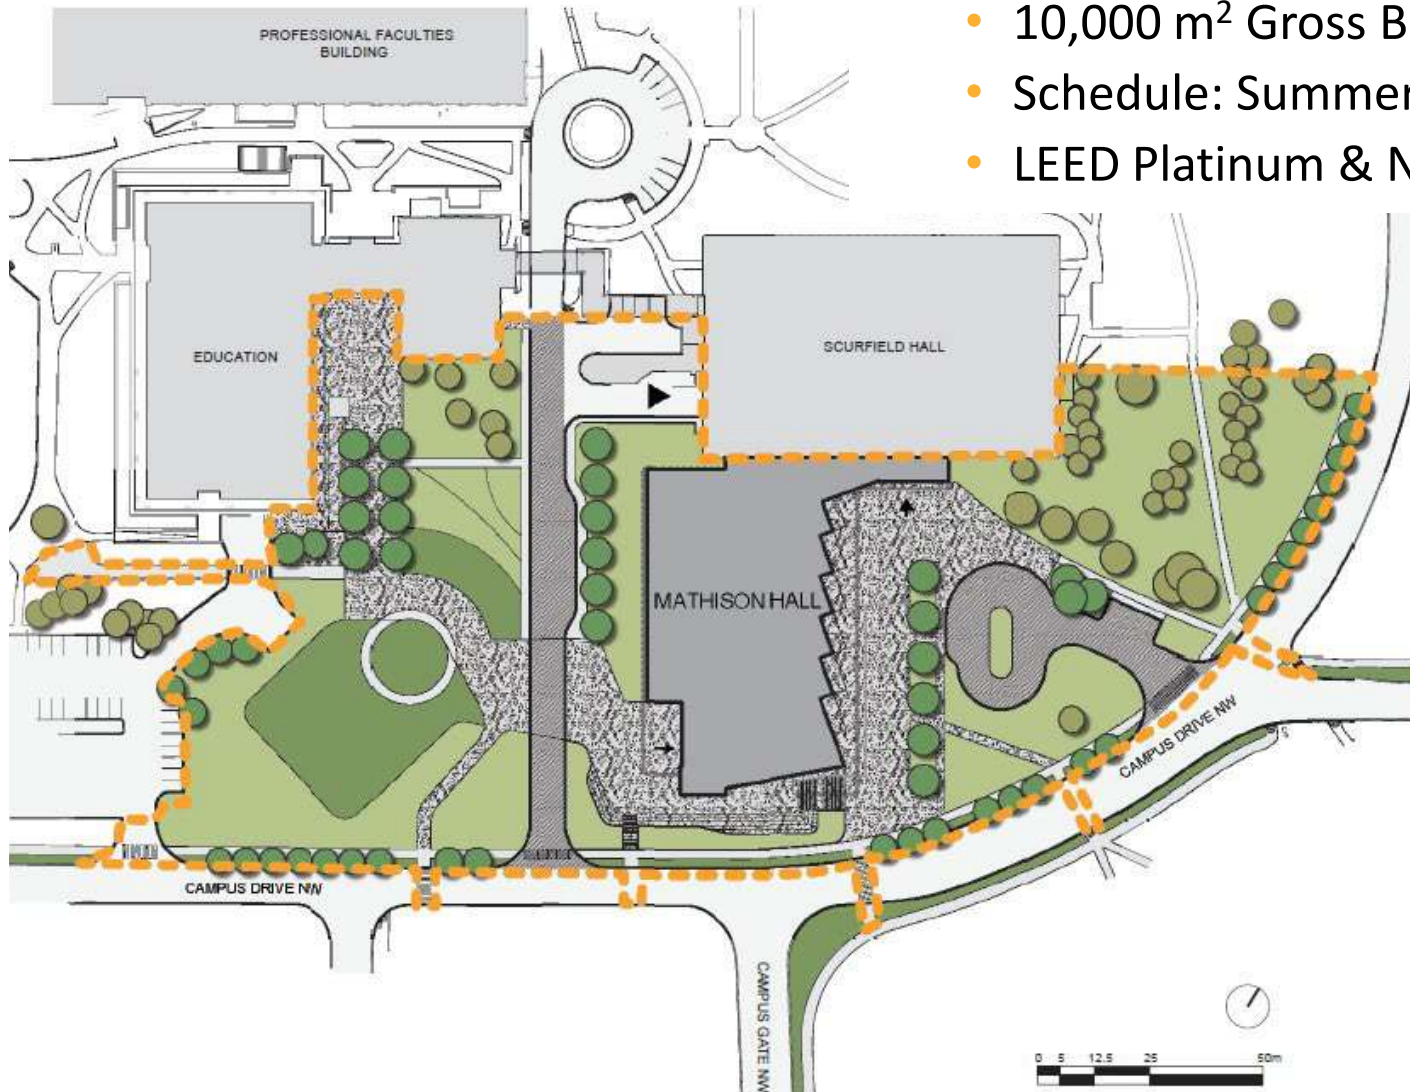 • 10,000 m² Gross B
• Schedule: Summer
• LEED Platinum & N
PROFESSIONAL FACULTIES
BUILDING
EDUCATION
SCURFIELD HALL
MATHISON HALL
CAMPUS DRIVE NW
CAMPUS DRIVE NW
CAMPUS GATE NW
0 5 12.5 25 50m